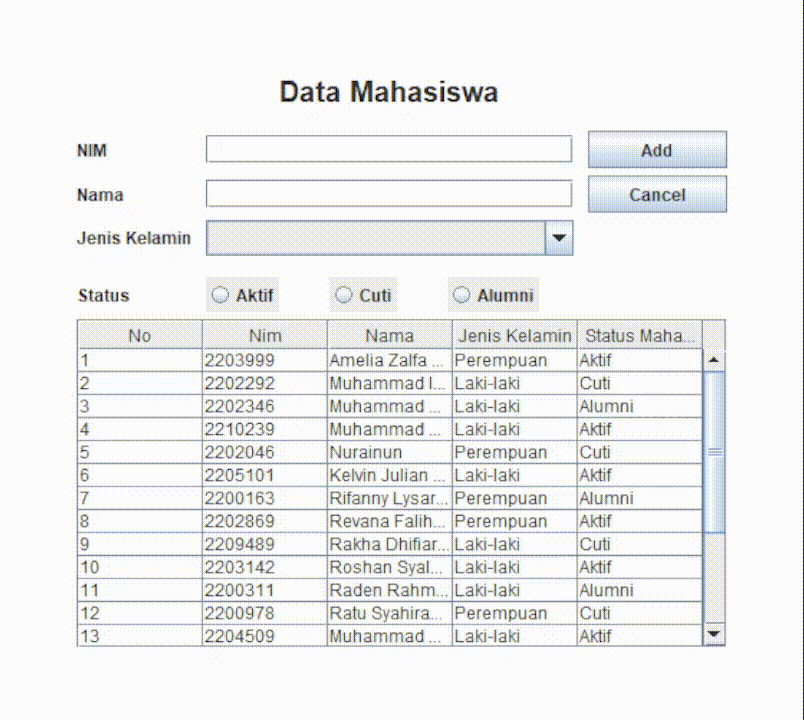 Data Mahasiswa
NIM Add
Nama Cancel
Jenis Kelamin
Status Aktif Cuti Alumni
No Nim Nama Jenis Kelamin Status Maha...
1 2203999 Amelia Zalfa ... Perempuan Aktif
2 2202292 Muhammad I... Laki-laki Cuti
3 2202346 Muhammad ... Laki-laki Alumni
4 2210239 Muhammad ... Laki-laki Aktif
5 2202046 Nurainun Perempuan Cuti
6 2205101 Kelvin Julian ... Laki-laki Aktif
7 2200163 Rifanny Lysar... Perempuan Alumni
8 2202869 Revana Falih... Perempuan Aktif
9 2209489 Rakha Dhifiar... Laki-laki Cuti
10 2203142 Roshan Syal... Laki-laki Aktif
11 2200311 Raden Rahm... Laki-laki Alumni
12 2200978 Ratu Syahira... Perempuan Cuti
13 2204509 Muhammad ... Laki-laki Aktif